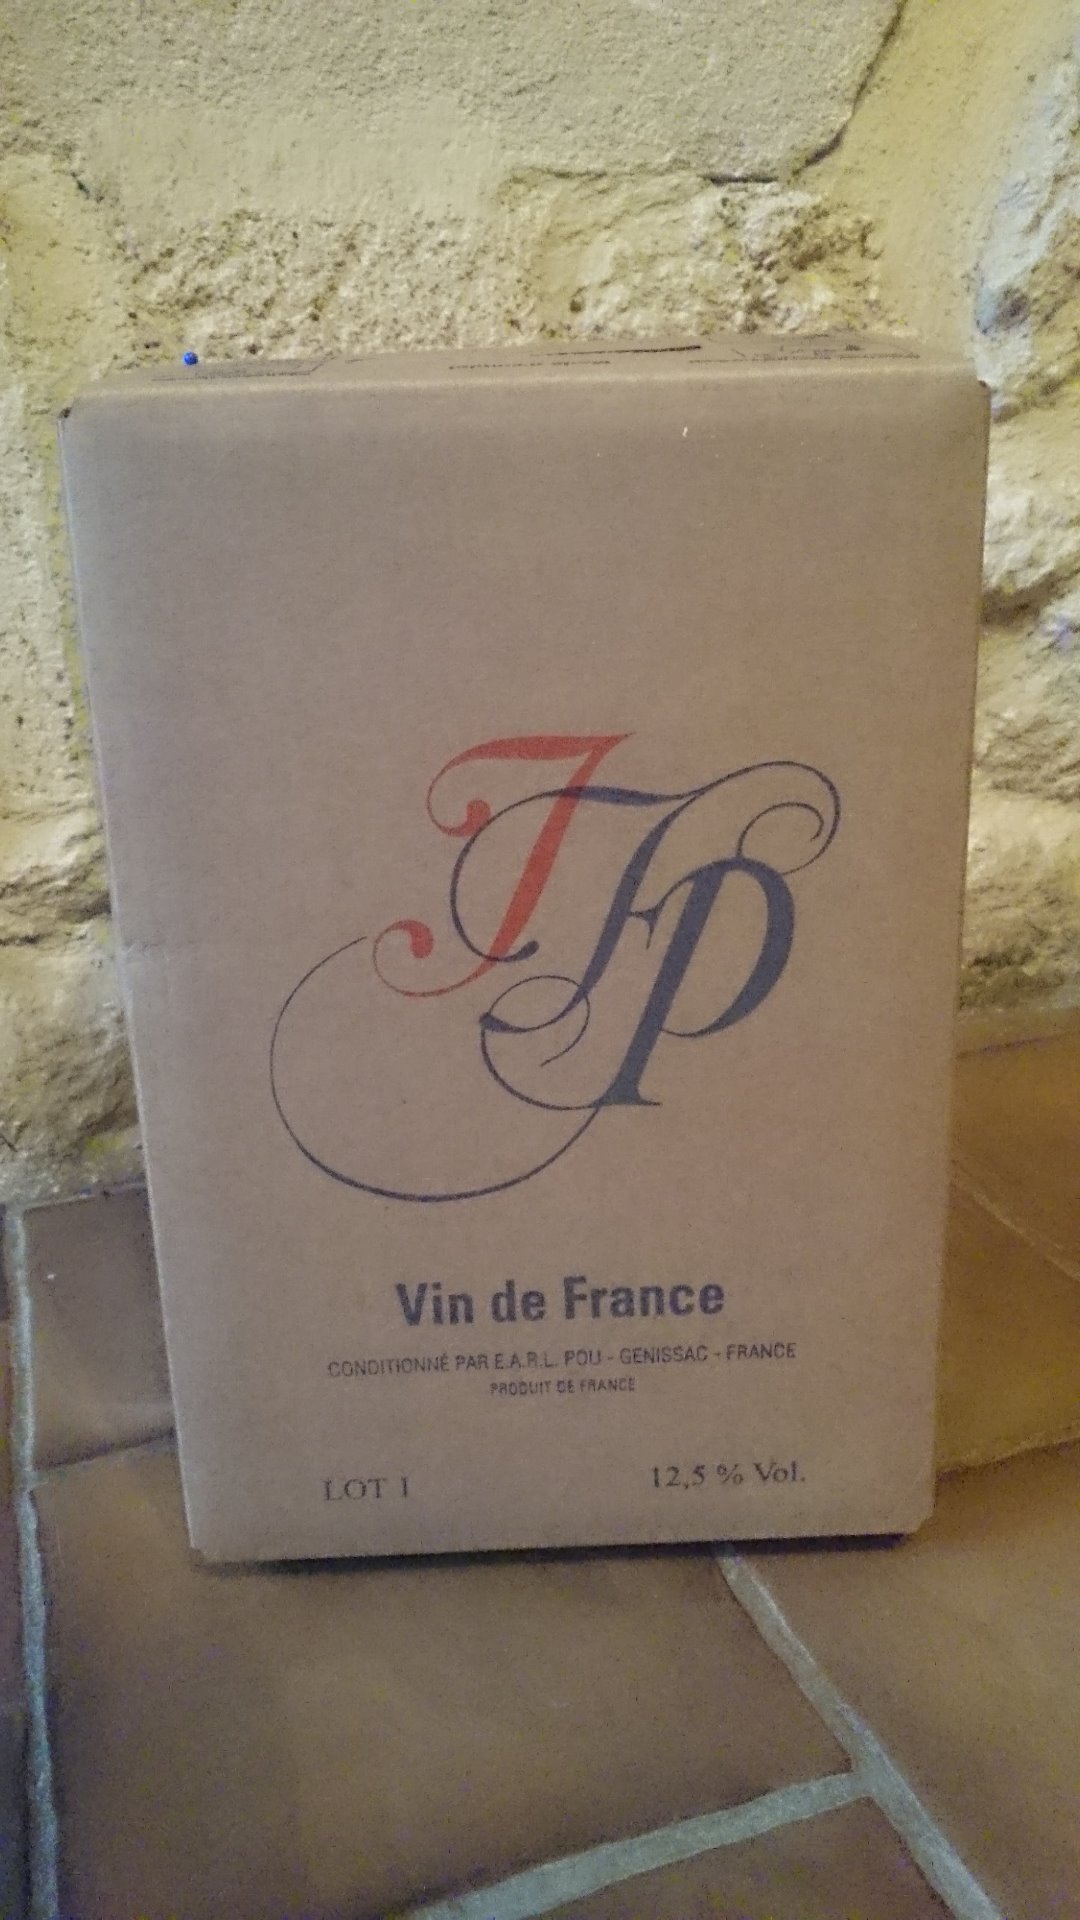 JFP
Vin de France
CONDITIONNÉ PAR E.A.R.L. POU - GENISSAC - FRANCE
PRODUIT DE FRANCE
LOT 1
12,5 % Vol.